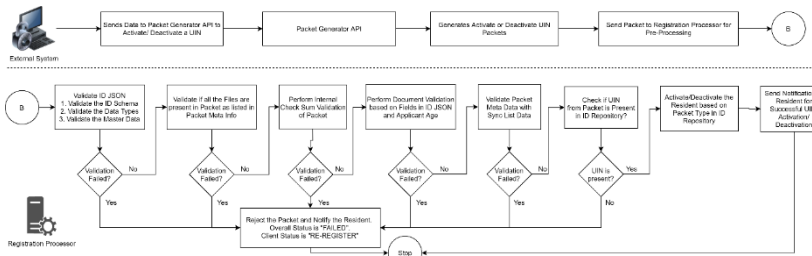 Sends Data to Packet Generator API to
Activate/ Deactivate a UIN
Packet Generator API
Generates Activate or Deactivate UIN
Packets
Send Packet to Registration Processor for
Pre-Processing
B
External System
B
Validate ID JSON
1. Validate the ID Schema
2. Validate the Data Types
3. Validate the Master Data
Validate if all the Files are
present in Packet as listed in
Packet Meta Info
Perform Internal
Check Sum Validation
of Packet
Perform Document Validation
based on Fields in ID JSON
and Applicant Age
Validate Packet
Meta Data with
Sync List Data
Check if UIN
from Packet is Present
in ID Repository?
Activate/Deactivate the
Resident based on
Packet Type in ID
Repository
Send Notification
Resident for
Successful UIN
Activation/
Deactivation
Validation
Failed?
No
Validation
Failed?
No
Validation
Failed?
No
Validation
Failed?
No
Validation
Failed?
No
UIN is
present?
Yes
Yes
Yes
Yes
Yes
Yes
No
Reject the Packet and Notify the Resident.
Overall Status is "FAILED".
Client Status is "RE-REGISTER"
Registration Processor
Stop